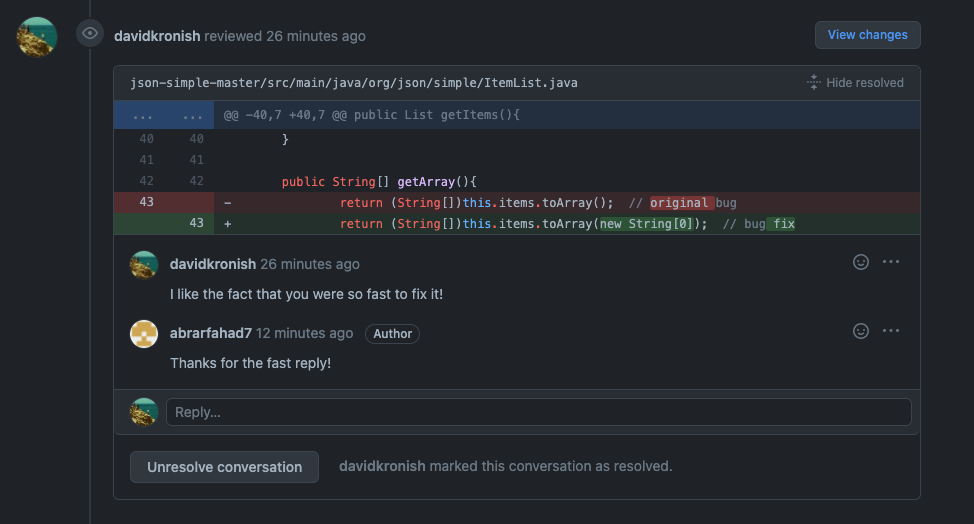 davidkronish reviewed 26 minutes ago
View changes
json-simple-master/src/main/java/org/json/simple/ItemList.java
Hide resolved
... ... @@ -40,7 +40,7 @@ public List getItems(){
40 40 }
41 41
42 42 public String[] getArray(){
43 - return (String[])this.items.toArray(); // original bug
43 + return (String[])this.items.toArray(new String[0]); // bug fix
davidkronish 26 minutes ago
I like the fact that you were so fast to fix it!
abrarfahad7 12 minutes ago Author
Thanks for the fast reply!
Reply...
Unresolve conversation
davidkronish marked this conversation as resolved.